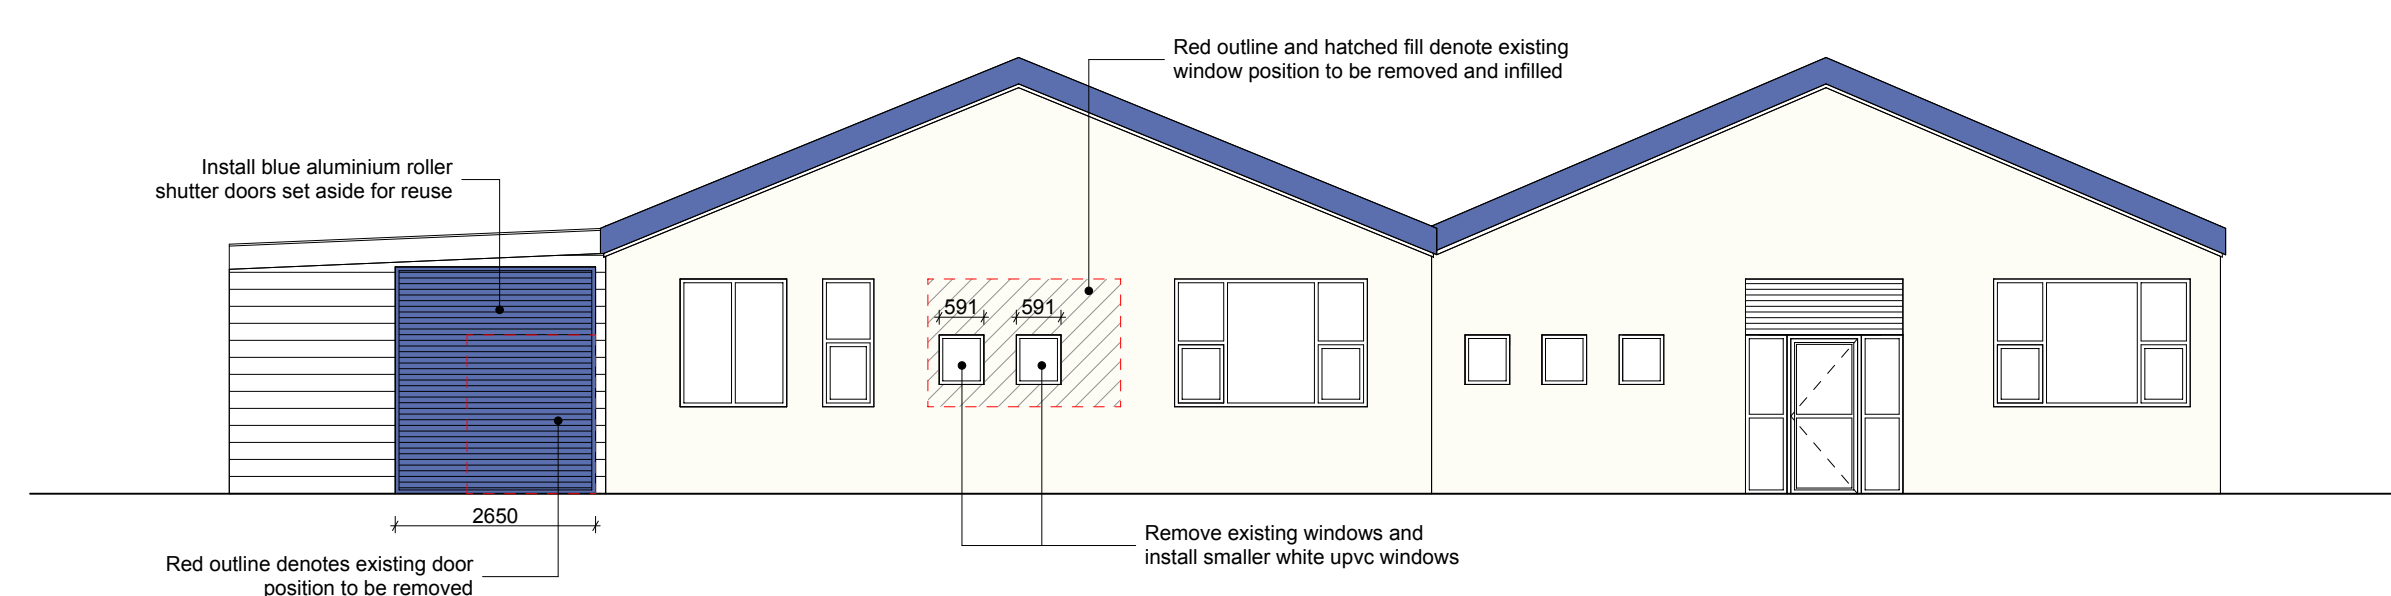 Red outline and hatched fill denote existing
window position to be removed and infilled
Install blue aluminium roller
shutter doors set aside for reuse
591
591
2650
Remove existing windows and
install smaller white upvc windows
Red outline denotes existing door
position to be removed